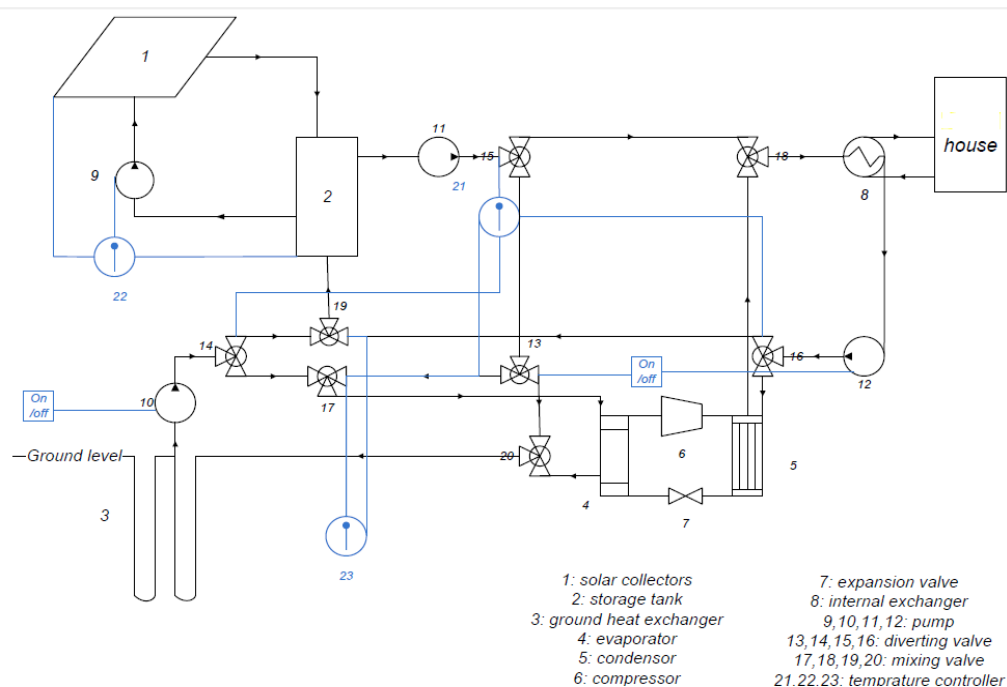 1
11
15
18
house
9
21
2
8
22
19
14
13
16
12
On
/off
On
/off
10
17
Ground level
20
6
5
3
4
7
23
1: solar collectors
2: storage tank
3: ground heat exchanger
4: evaporator
5: condensor
6: compressor
7: expansion valve
8: internal exchanger
9,10,11,12: pump
13,14,15,16: diverting valve
17,18,19,20: mixing valve
21,22,23: temprature controller